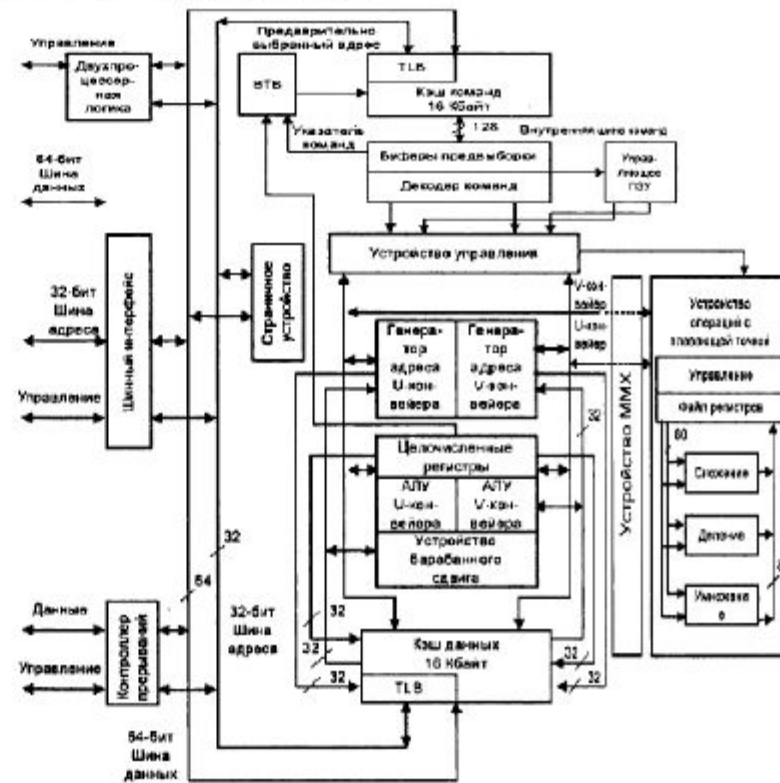 Предварительно
выбранный адрес
Управление
Двухпро-
цессор-
ная
логика
BTB
TLB
Кэш команд
16 Кбайт
128
Указатель
команд
Внутренняя шина команд
Буферы предвыборки
Декодер команд
Управ-
ляющее
ПЗУ
64-бит
Шина
данных
Устройство управления
32-бит
Шина
адреса
Управление
Шинный интерфейс
Страничное
устройство
V-кон-
вейер
U-кон-
вейер
Устройство
операций с
плавающей точкой
Управление
Файл регистров
80
Сложение
Деление
Умножени
е
Генера-
тор
адреса
U-кон-
вейера
Генера-
тор
адреса
V-кон-
вейера
Целочисленные
регистры
АЛУ
U-кон-
вейера
АЛУ
V-кон-
вейера
Устройство
барабанного
сдвига
Устройство MMX
32
64
32-бит
Шина
адреса
32
32
32
32
32
Данные
Управление
Контроллер
прерываний
Кэш данных
16 Кбайт
TLB
64-бит
Шина
данных